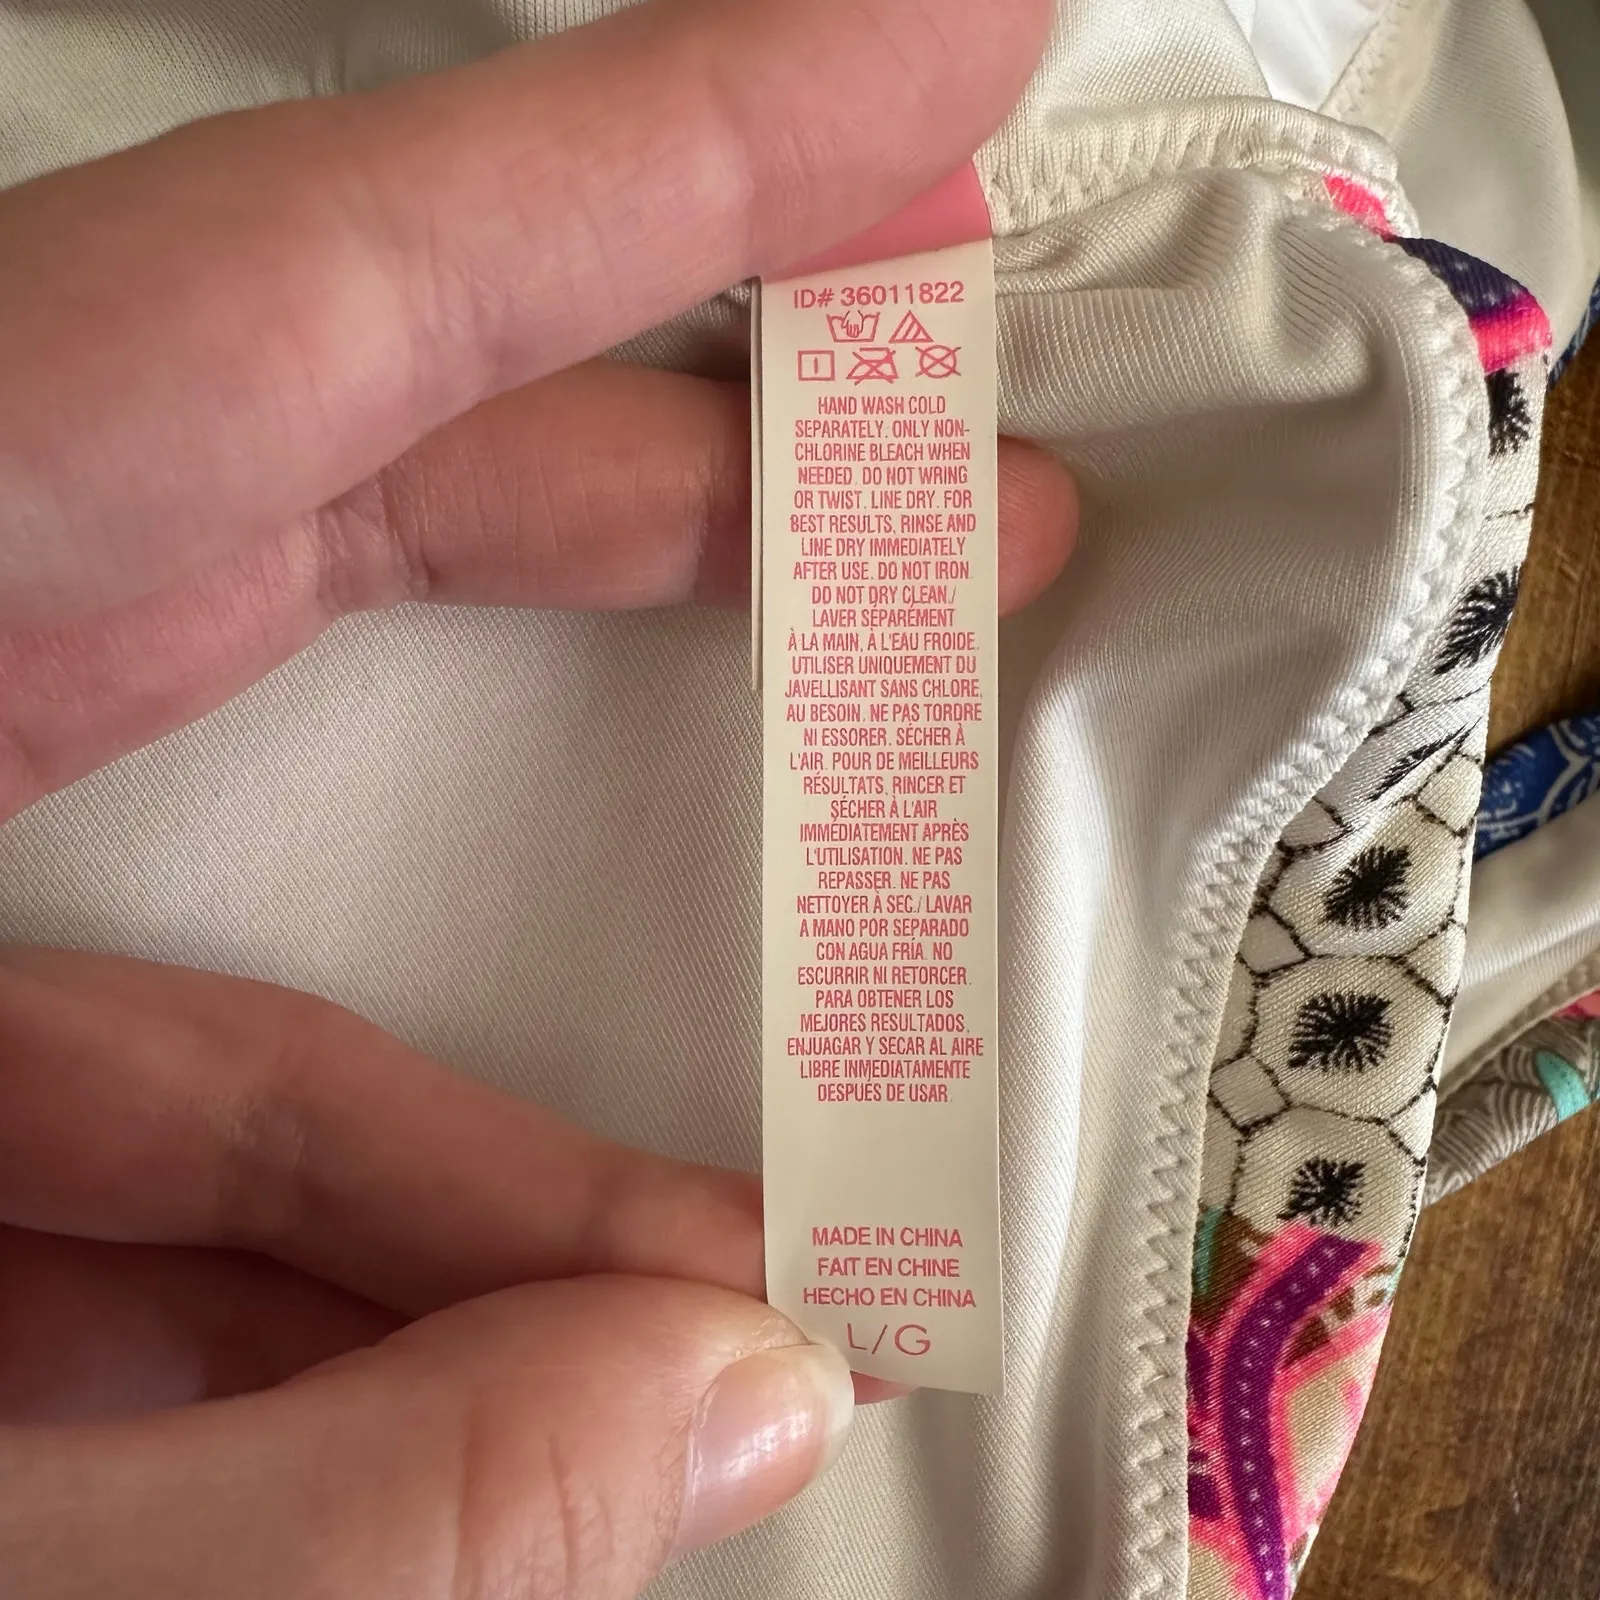 ID# 36011822
HAND WASH COLD
SEPARATELY. ONLY NON-
CHLORINE BLEACH WHEN
NEEDED. DO NOT WRING
OR TWIST. LINE DRY. FOR
BEST RESULTS, RINSE AND
LINE DRY IMMEDIATELY
AFTER USE. DO NOT IRON.
DO NOT DRY CLEAN./
LAVER SÉPARÉMENT
À LA MAIN, À L'EAU FROIDE.
UTILISER UNIQUEMENT DU
JAVELLISANT SANS CHLORE,
AU BESOIN. NE PAS TORDRE
NI ESSORER. SÉCHER À
L'AIR. POUR DE MEILLEURS
RÉSULTATS, RINCER ET
SÉCHER À L'AIR
IMMÉDIATEMENT APRÈS
L'UTILISATION. NE PAS
REPASSER. NE PAS
NETTOYER À SEC./ LAVAR
A MANO POR SEPARADO
CON AGUA FRÍA. NO
ESCURRIR NI RETORCER.
PARA OBTENER LOS
MEJORES RESULTADOS,
ENJUAGAR Y SECAR AL AIRE
LIBRE INMEDIATAMENTE
DESPUÉS DE USAR.
MADE IN CHINA
FAIT EN CHINE
HECHO EN CHINA
L/G